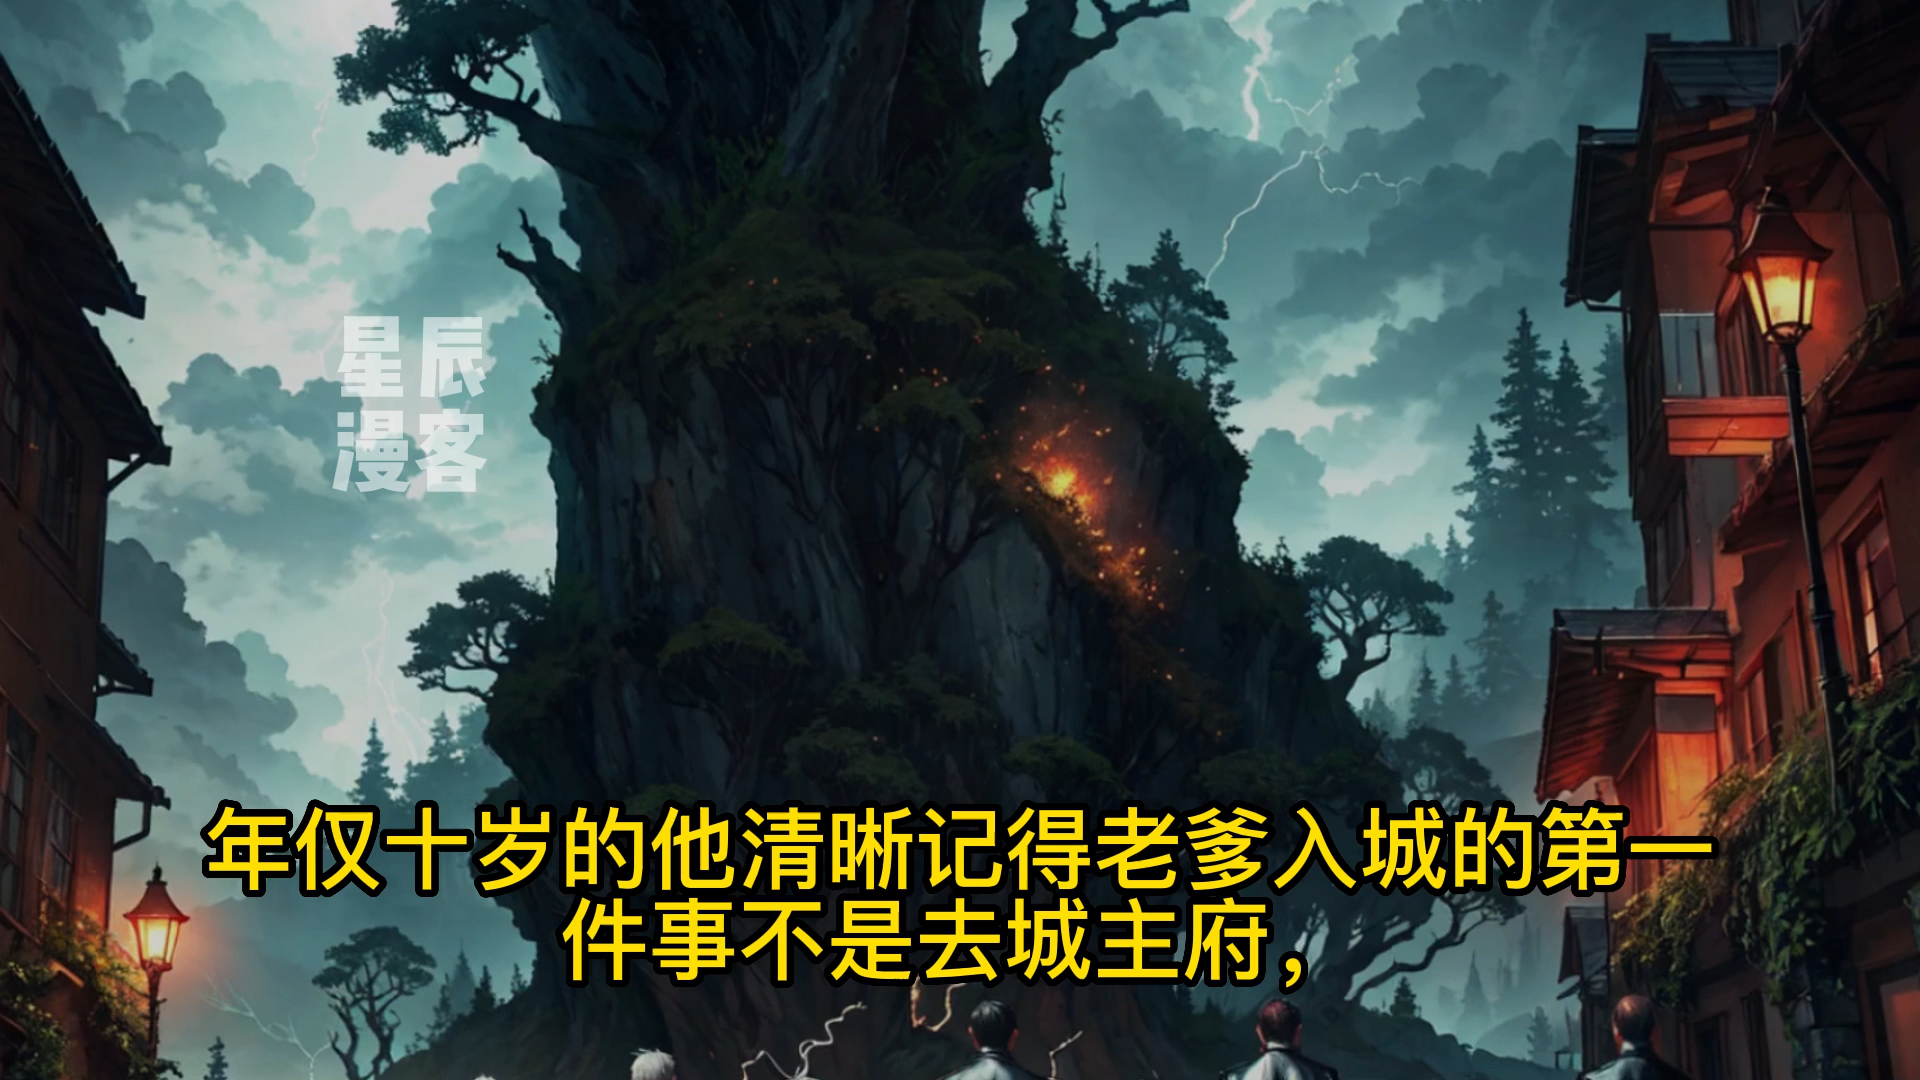 星辰
漫客
年仅十岁的他清晰记得老爹入城的第一
件事不是去城主府，